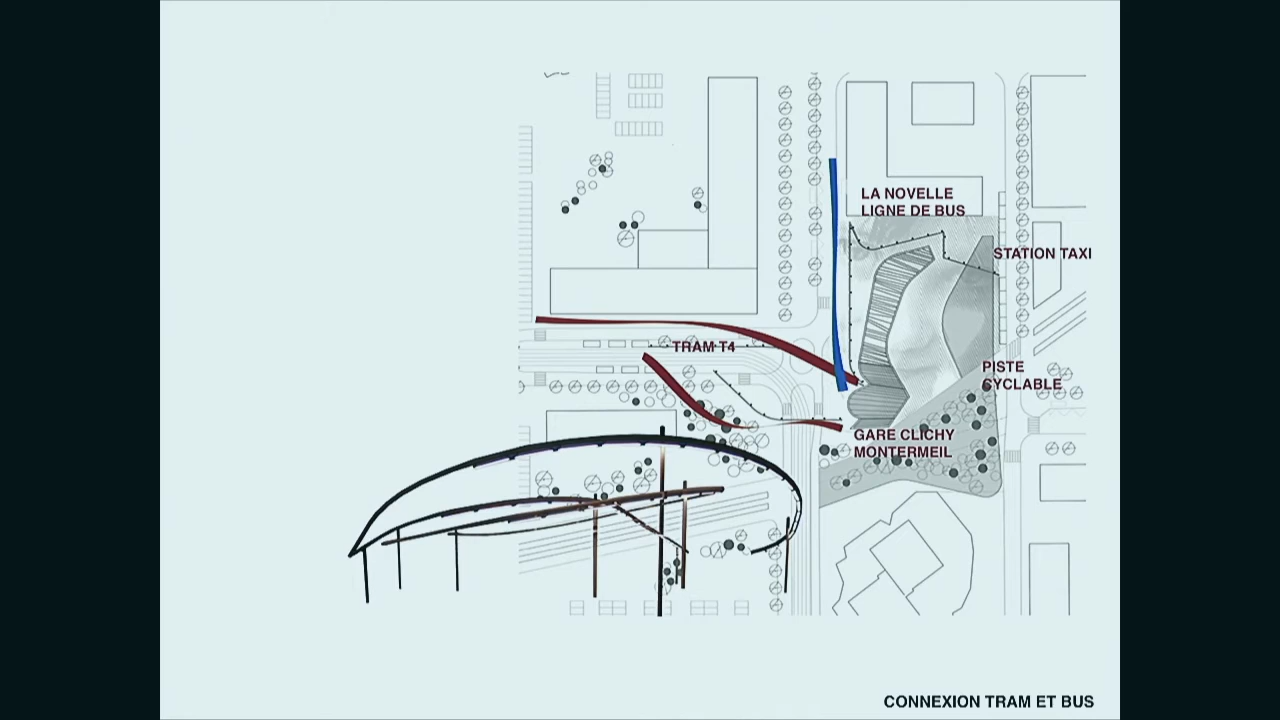 LA NOVELLE
LIGNE DE BUS
STATION TAXI
TRAM T4
PISTE
CYCLABLE
GARE CLICHY
MONTERMEIL
CONNEXION TRAM ET BUS